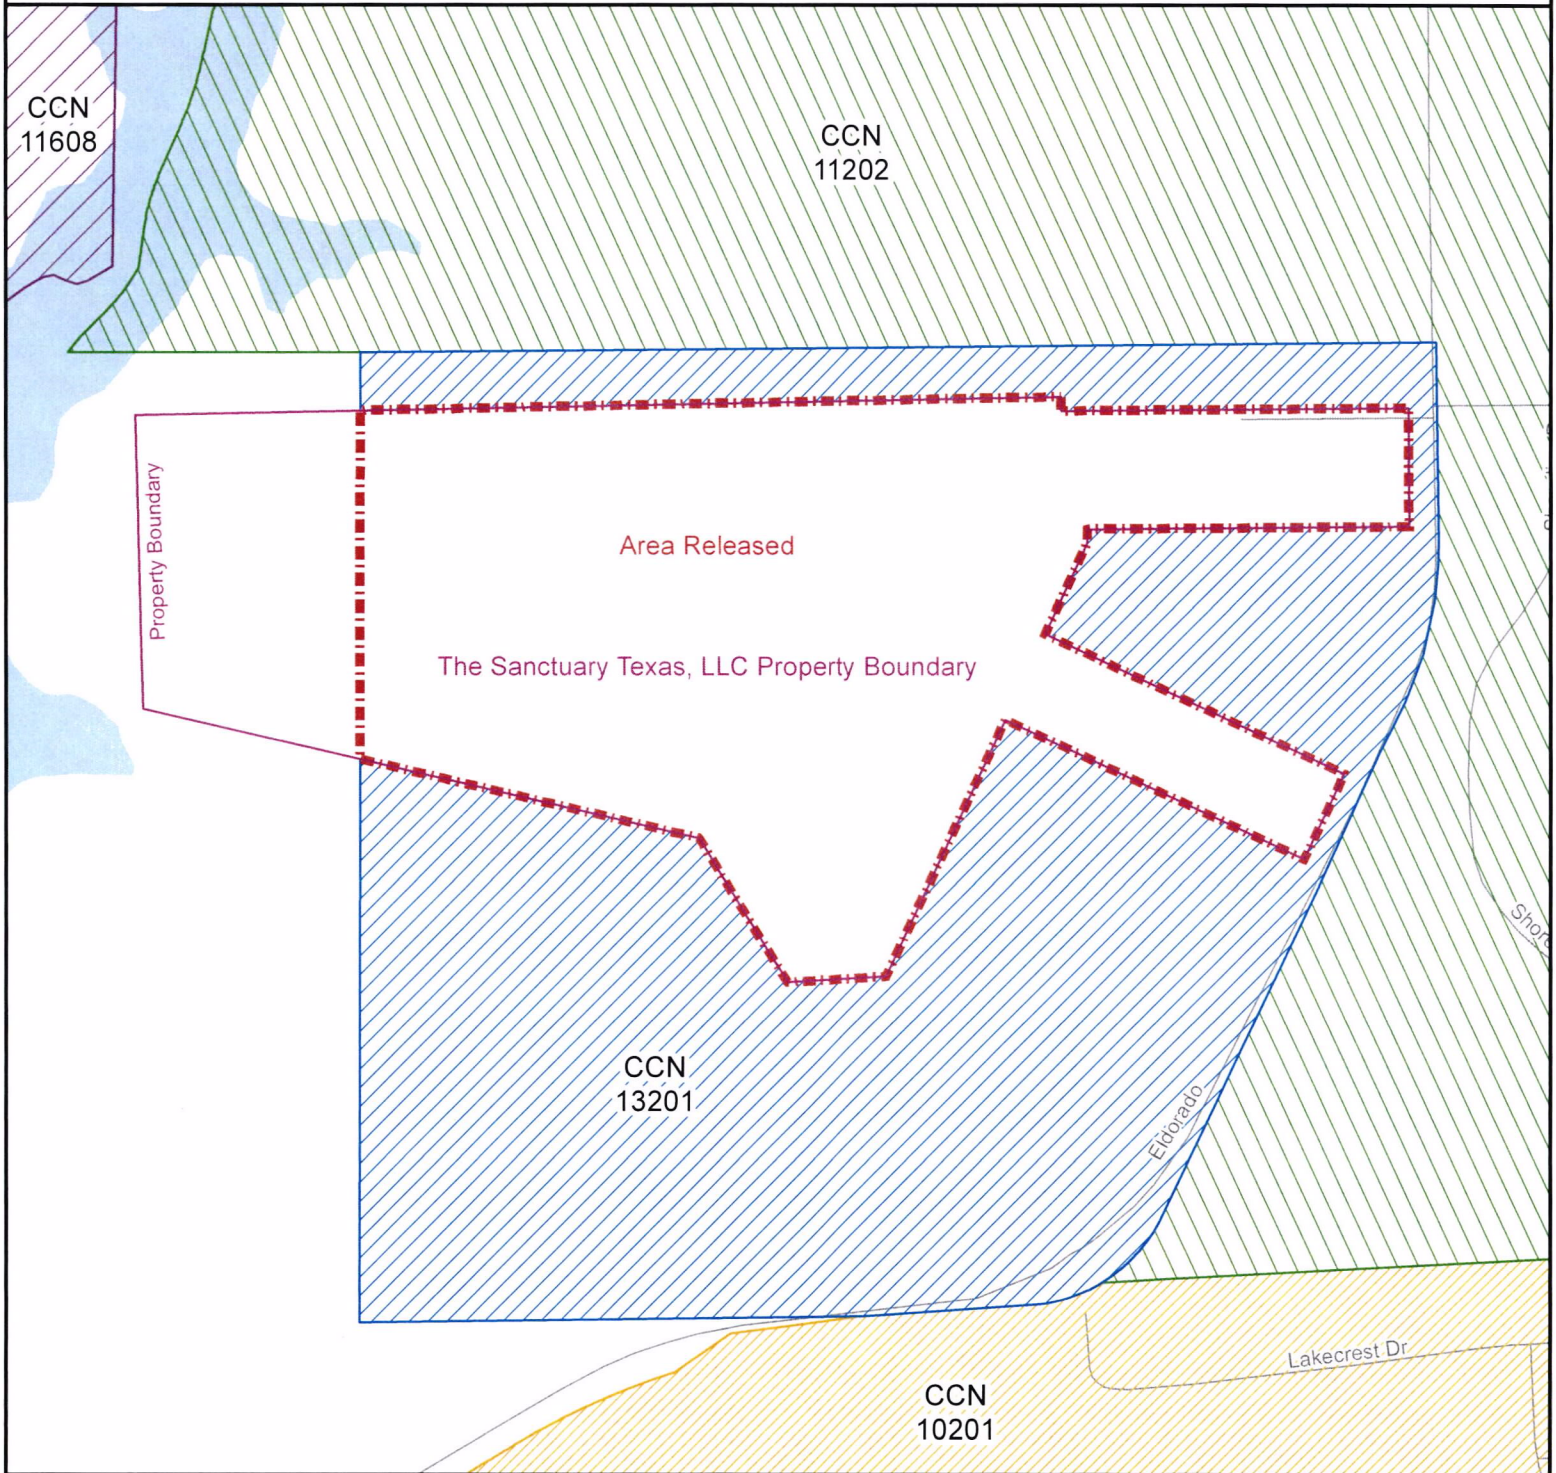 CCN
11608
CCN
11202
Property Boundary
Area Released
The Sanctuary Texas, LLC Property Boundary
CCN
13201
Eldorado
Lakecrest Dr
CCN
10201